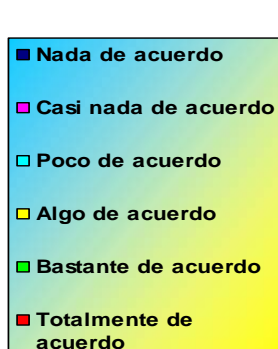 Nada de acuerdo
Casi nada de acuerdo
Poco de acuerdo
Algo de acuerdo
Bastante de acuerdo
Totalmente de
acuerdo